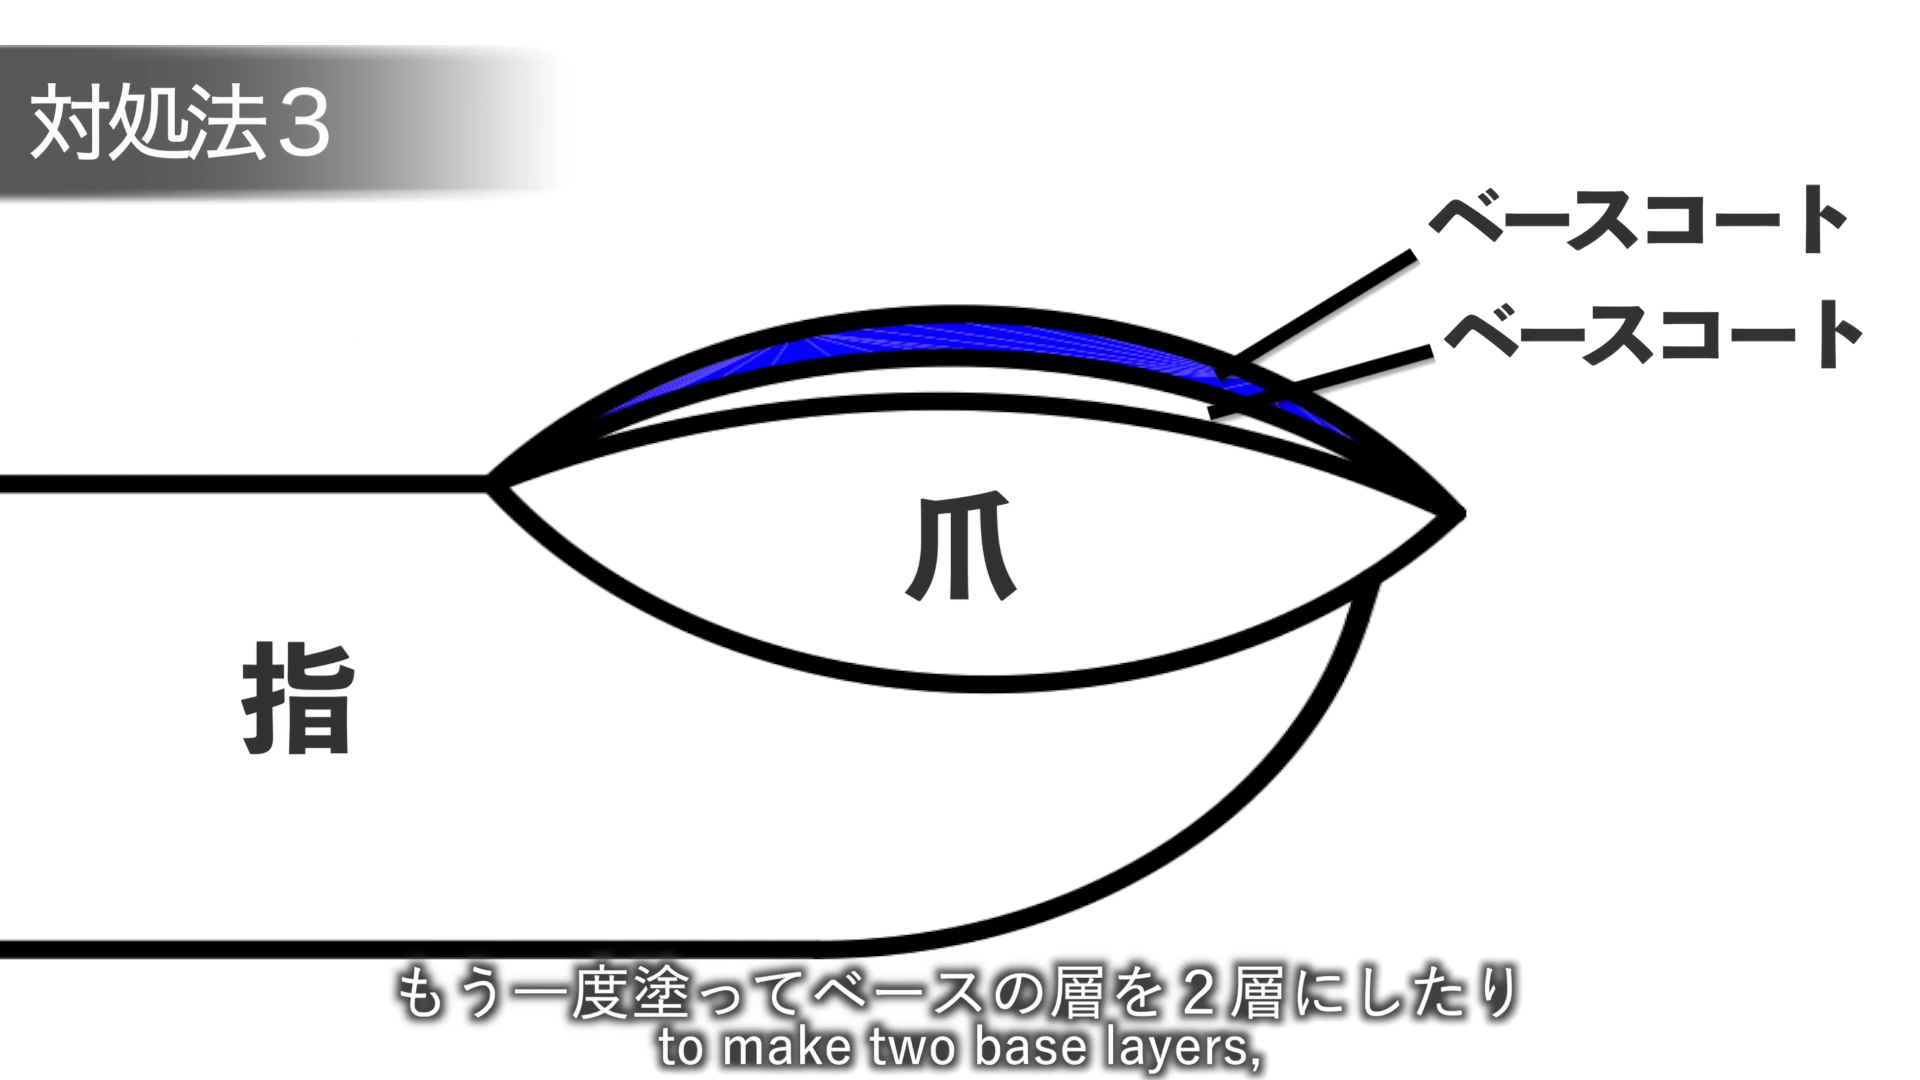 対処法３
ベースコート
ベースコート
爪
指
もう一度塗ってベースの層を２層にしたり
to make two base layers,